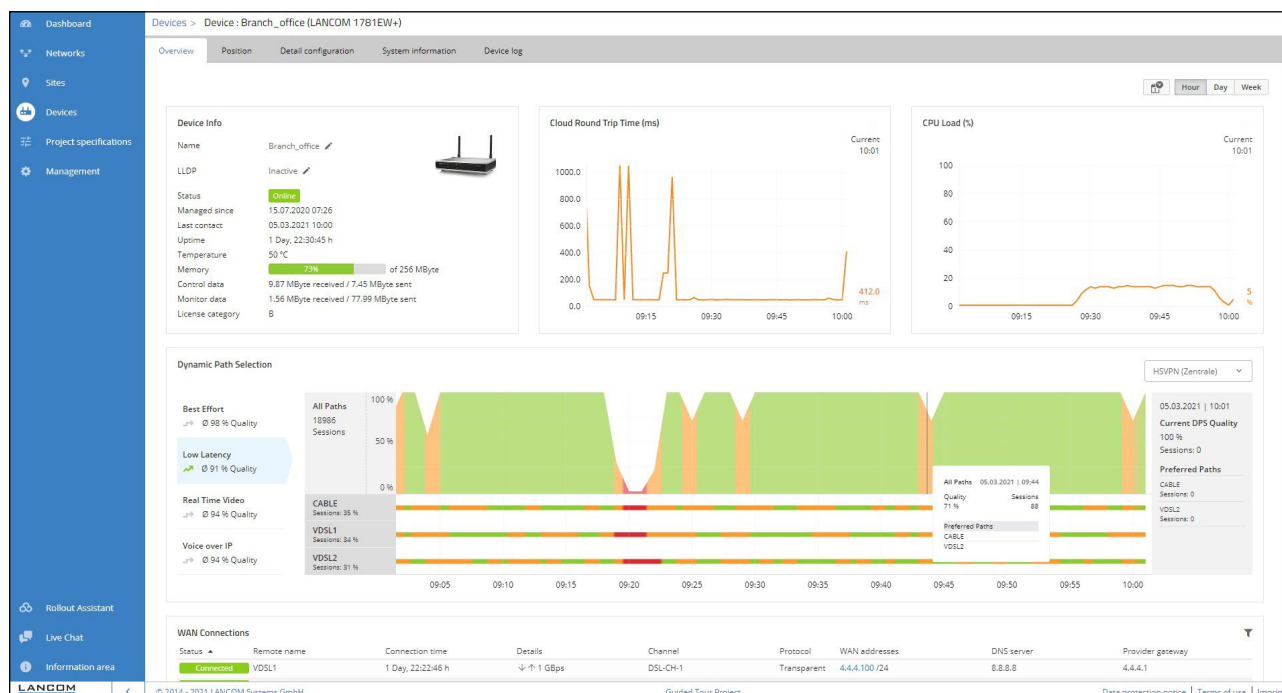 Dashboard
Networks
Sites
Devices
Project specifications
Management
Rollout Assistant
Live Chat
Information area
LANCOM
Devices > Device : Branch_office (LANCOM 1781EW+)
Overview Position Detail configuration System information Device log
Hour Day Week
Device Info
Name Branch_office
LLDP Inactive
Status Online
Managed since 15.07.2020 07:26
Last contact 05.03.2021 10:00
Uptime 1 Day, 22:30:45 h
Temperature 50 °C
Memory 73% of 256 MByte
Control data 9.87 MByte received / 7.45 MByte sent
Monitor data 1.56 MByte received / 77.99 MByte sent
License category B
Cloud Round Trip Time (ms)
Current
10:01
1000.0
800.0
600.0
400.0
200.0
0.0
412.0
ms
09:15 09:30 09:45 10:00
CPU Load (%)
Current
10:01
100
80
60
40
20
0
5
%
09:15 09:30 09:45 10:00
Dynamic Path Selection
HSVPN (Zentrale)
Best Effort
Ø 98 % Quality
Low Latency
Ø 91 % Quality
Real Time Video
Ø 94 % Quality
Voice over IP
Ø 94 % Quality
All Paths
18986
Sessions
100 %
50 %
0 %
CABLE
Sessions: 35 %
VDSL1
Sessions: 34 %
VDSL2
Sessions: 31 %
09:05 09:10 09:15 09:20 09:25 09:30 09:35 09:40 09:45 09:50 09:55 10:00
All Paths 05.03.2021 | 09:44
Quality Sessions
71 % 88
Preferred Paths
CABLE
VDSL2
05.03.2021 | 10:01
Current DPS Quality
100 %
Sessions: 0
Preferred Paths
CABLE
Sessions: 0
VDSL2
Sessions: 0
WAN Connections
Status Remote name Connection time Details Channel Protocol WAN addresses DNS server Provider gateway
Connected VDSL1 1 Day, 22:22:46 h ↓↑ 1 GBps DSL-CH-1 Transparent 4.4.4.100 /24 8.8.8.8 4.4.4.1
© 2014 - 2021 LANCOM Systems GmbH Guided Tour Project Data protection notice | Terms of use |